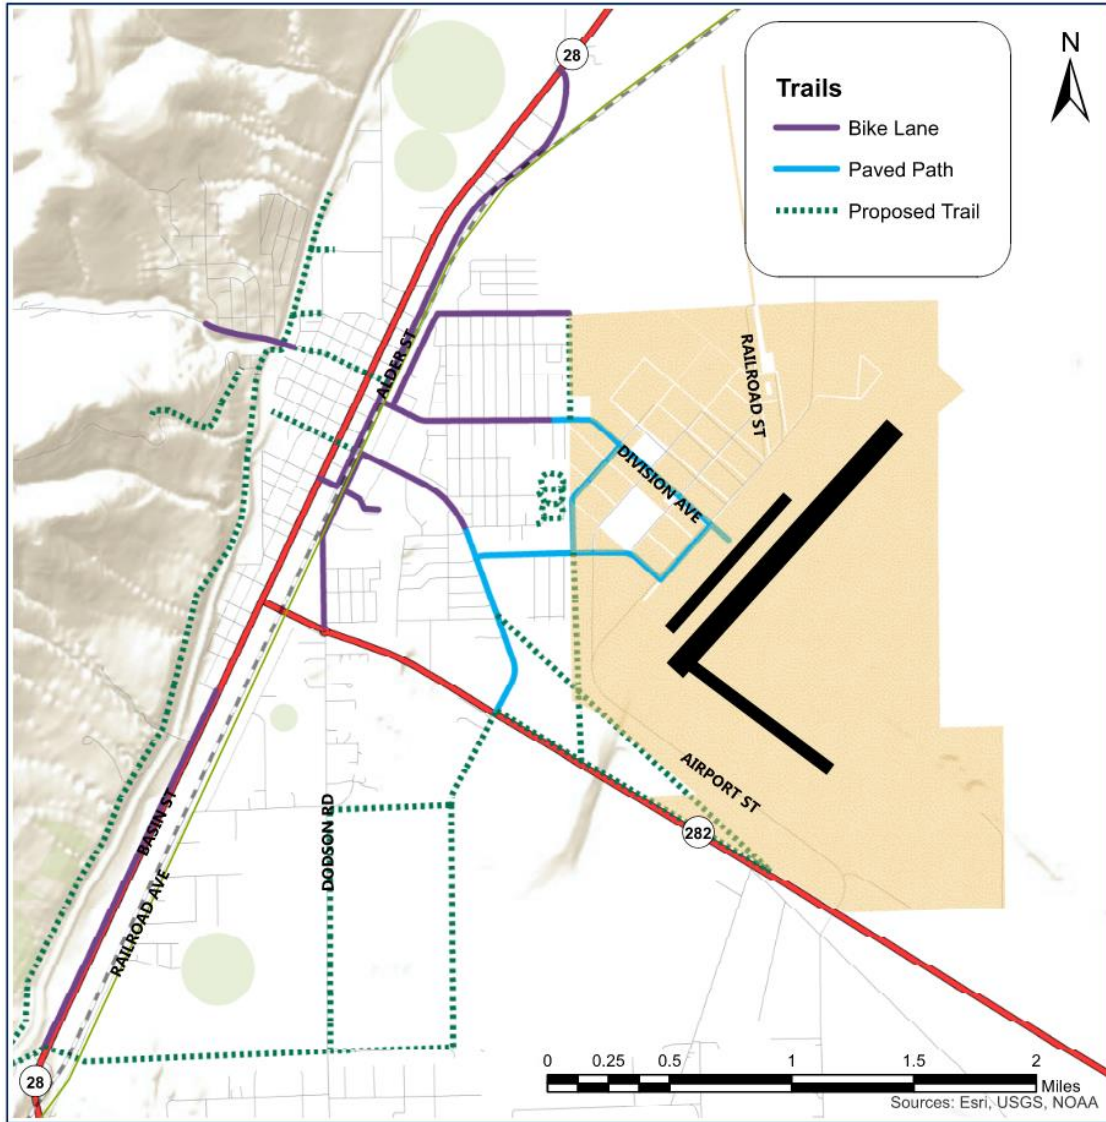 28
N
Trails
Bike Lane
Paved Path
Proposed Trail
ALDER ST
RAILROAD ST
DIVISION AVE
AIRPORT ST
282
DODSON RD
BASIN ST
RAILROAD AVE
28
0 0.25 0.5 1 1.5 2
Miles
Sources: Esri, USGS, NOAA